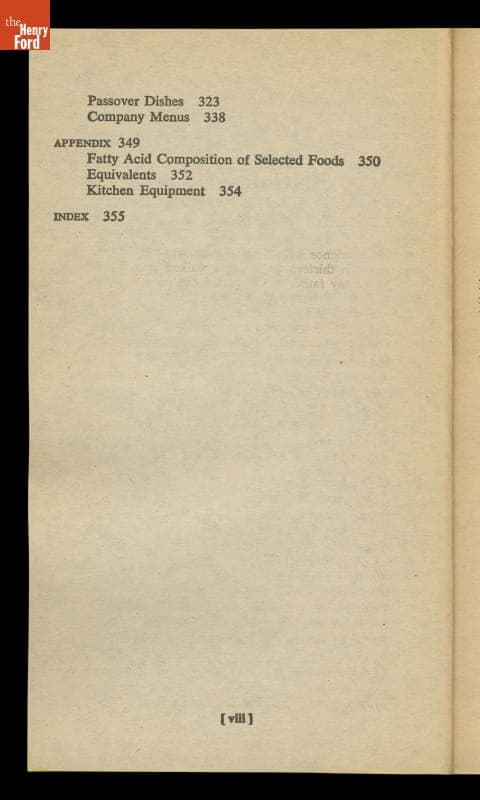 the
Henry
Ford
Passover Dishes 323
Company Menus 338
APPENDIX 349
Fatty Acid Composition of Selected Foods 350
Equivalents 352
Kitchen Equipment 354
INDEX 355
[ viii ]